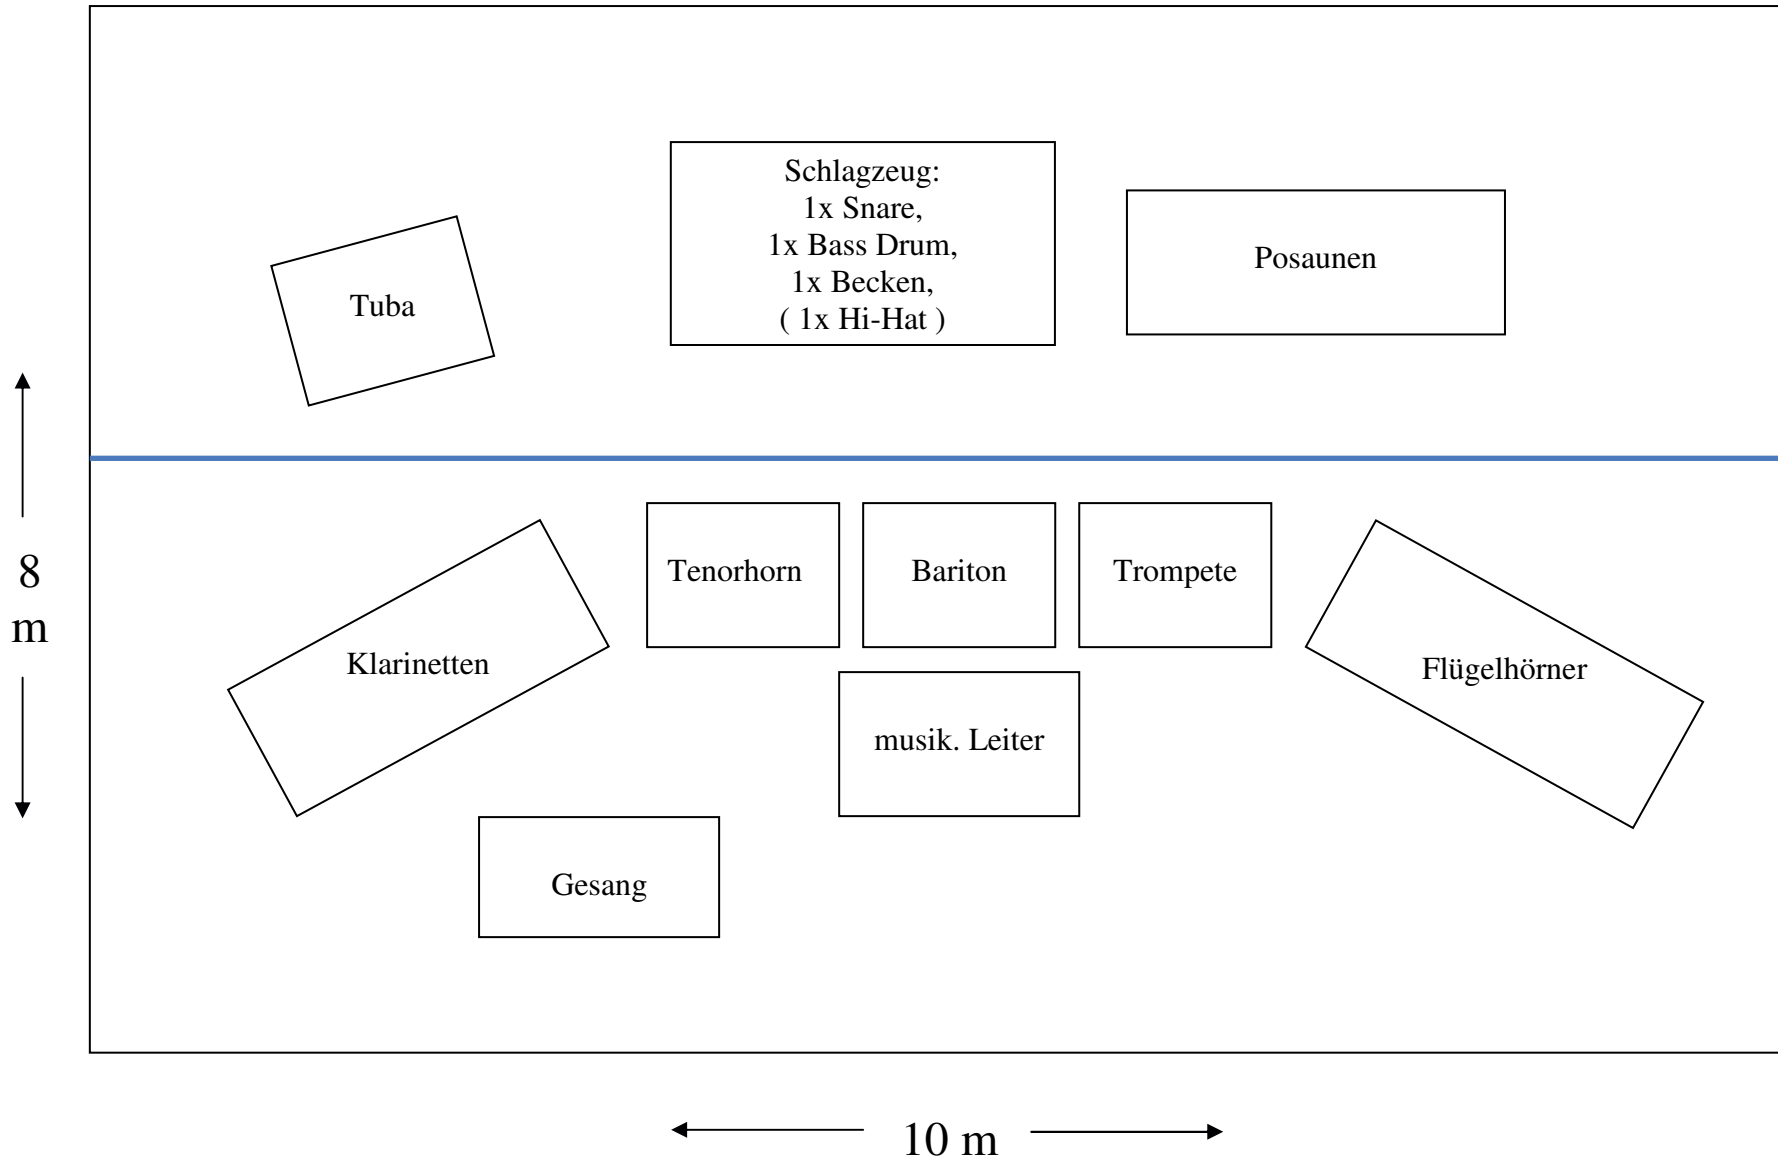 Schlagzeug:
1x Snare,
1x Bass Drum,
1x Becken,
( 1x Hi-Hat )
Posaunen
Tuba
8
m
Tenorhorn
Bariton
Trompete
Klarinetten
Flügelhörner
musik. Leiter
Gesang
10 m